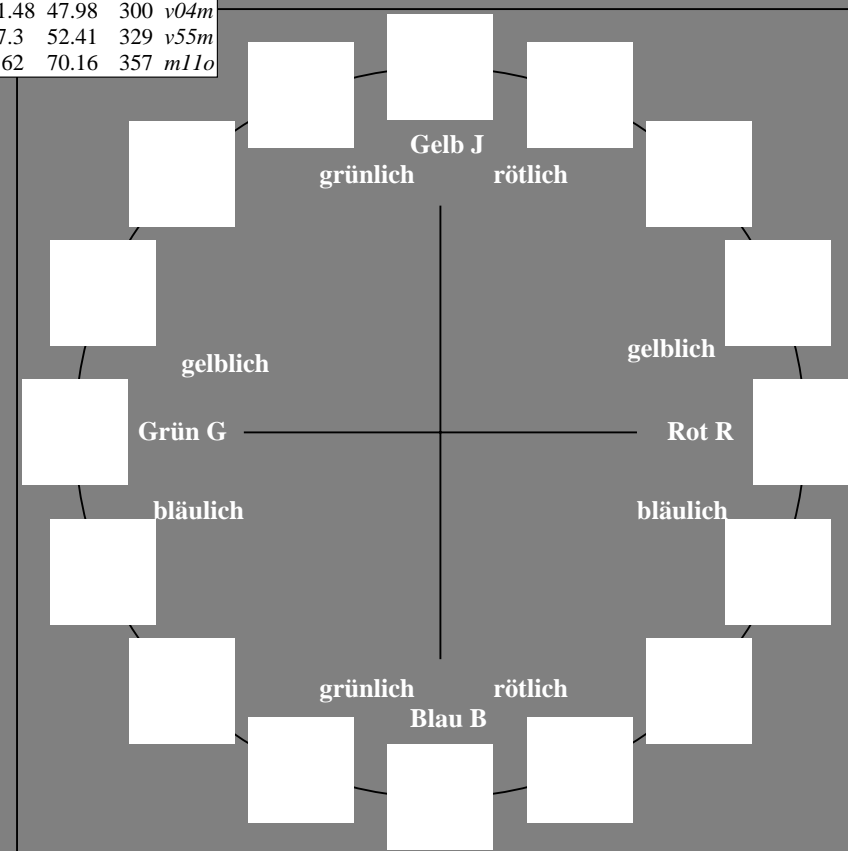 1.48 47.98 300 v04m
7.3 52.41 329 v55m
62 70.16 357 m11o
Gelb J
grünlich rötlich
gelblich gelblich
Grün G Rot R
bläulich bläulich
grünlich rötlich
Blau B